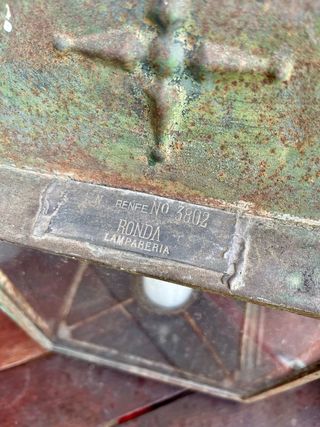 RENFE No 3802
RONDA
LAMPARERIA